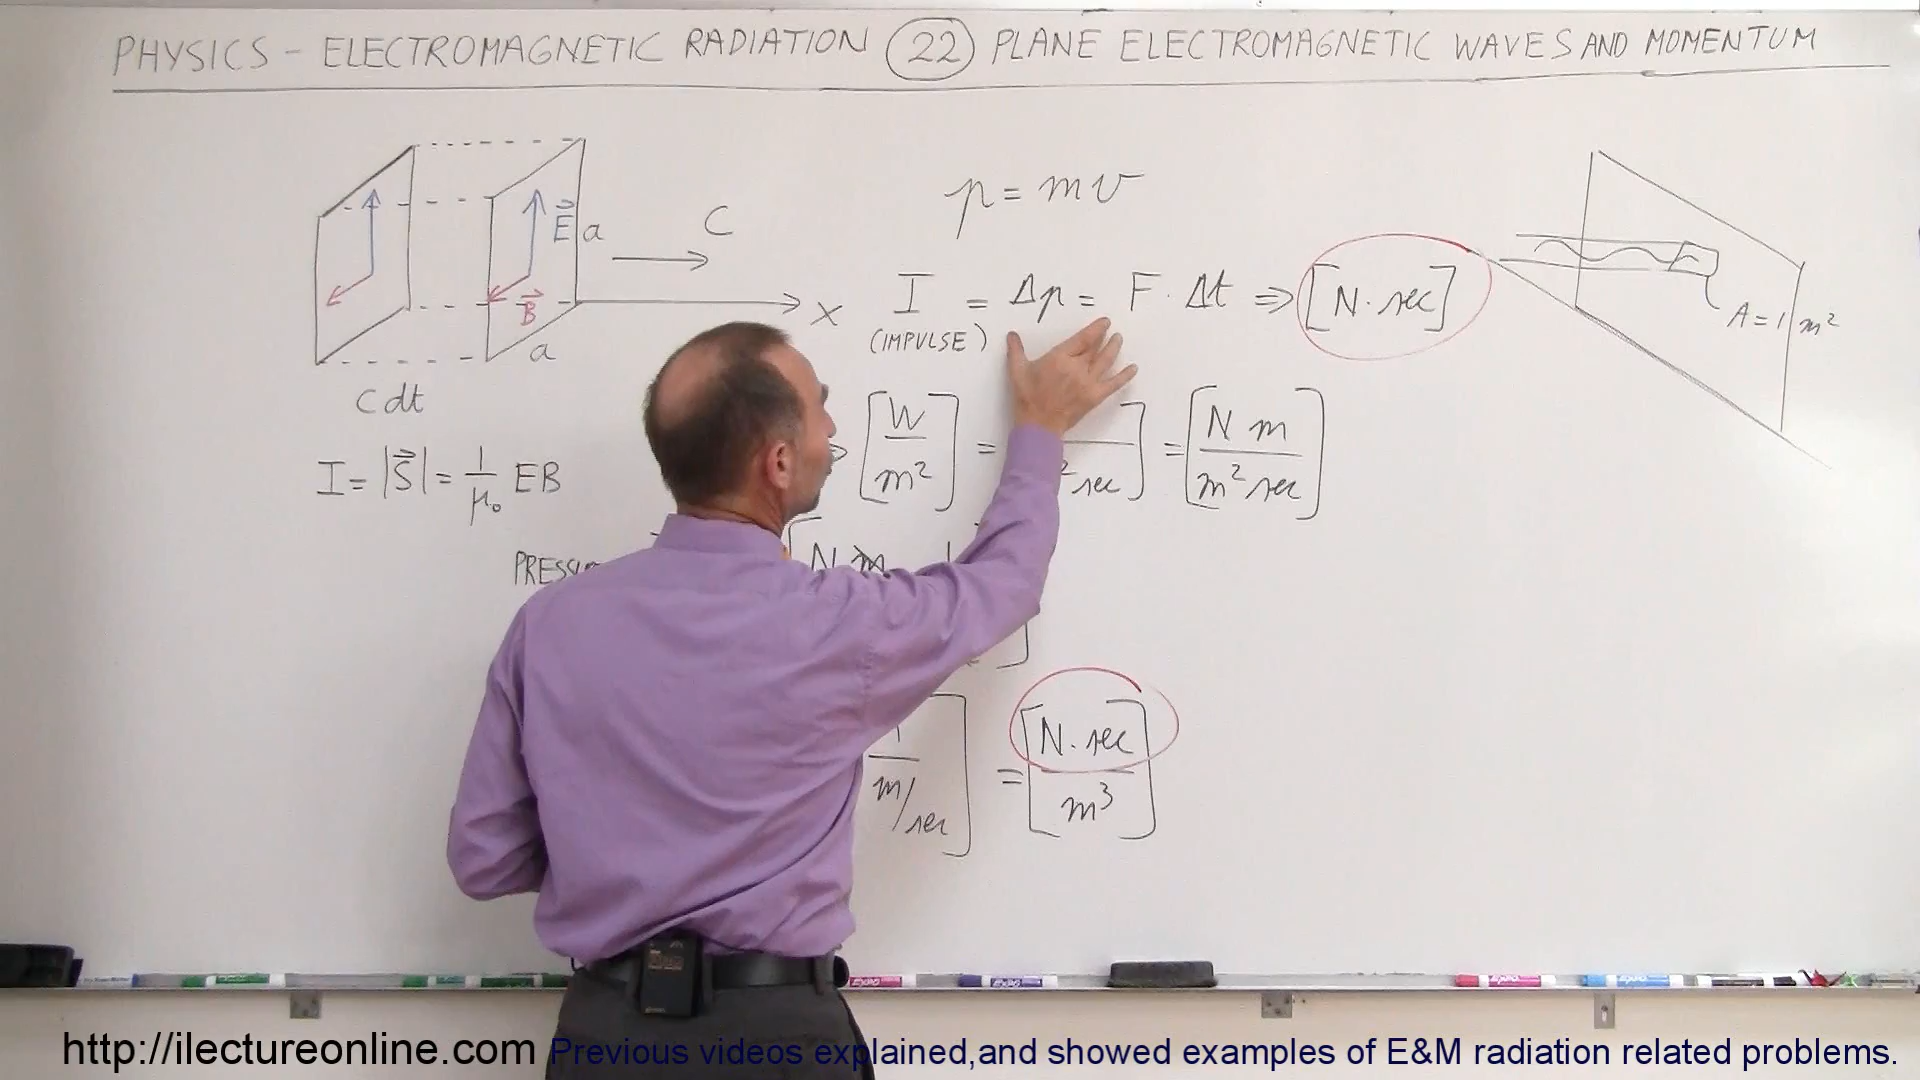 PHYSICS - ELECTROMAGNETIC RADIATION (22) PLANE ELECTROMAGNETIC WAVES AND MOMENTUM
E⃗ a
B⃗
a
C
x
C dt
I = |S⃗| = 1/μ₀ EB
p = mv
I = Δp = F · Δt ⇒ [N·sec]
(IMPULSE)
[W/m²] = = [N m/m² sec]
N m 1
m/sec] = [N·sec/m³]
A = 1 m²
EXPO
http://ilectureonline.com Previous videos explained,and showed examples of E&M radiation related problems.